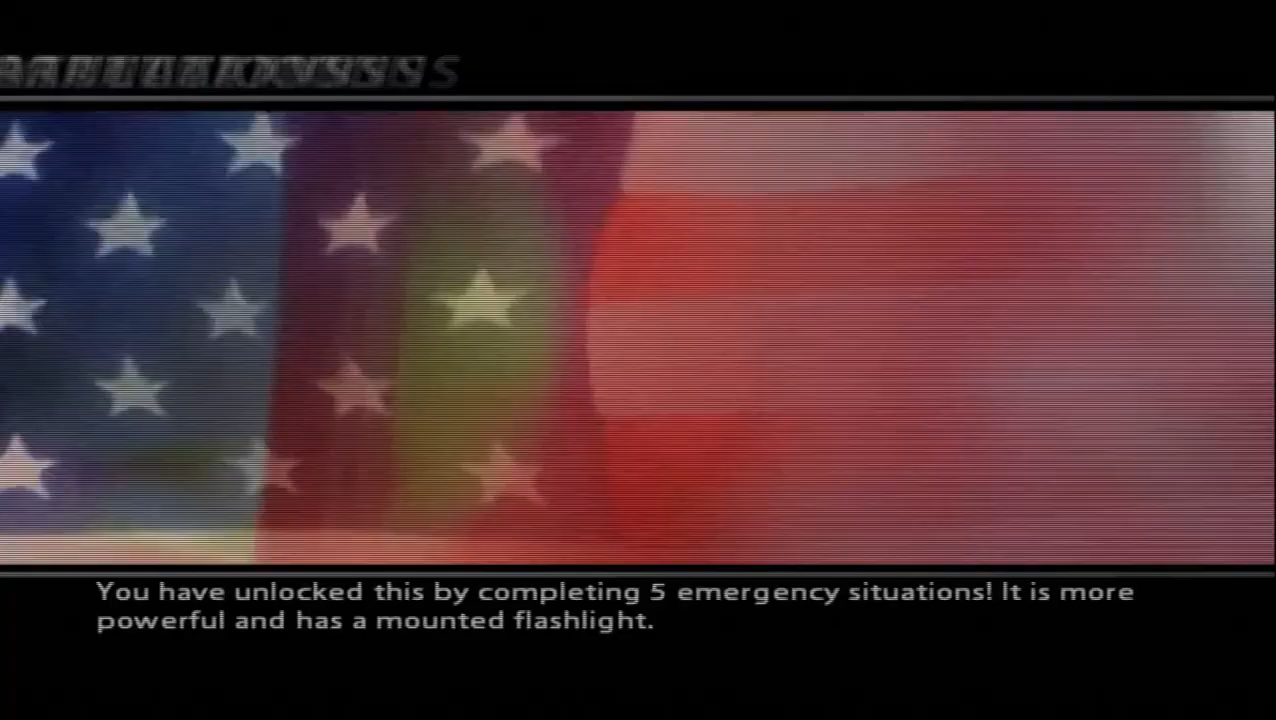 You have unlocked this by completing 5 emergency situations! It is more
powerful and has a mounted flashlight.